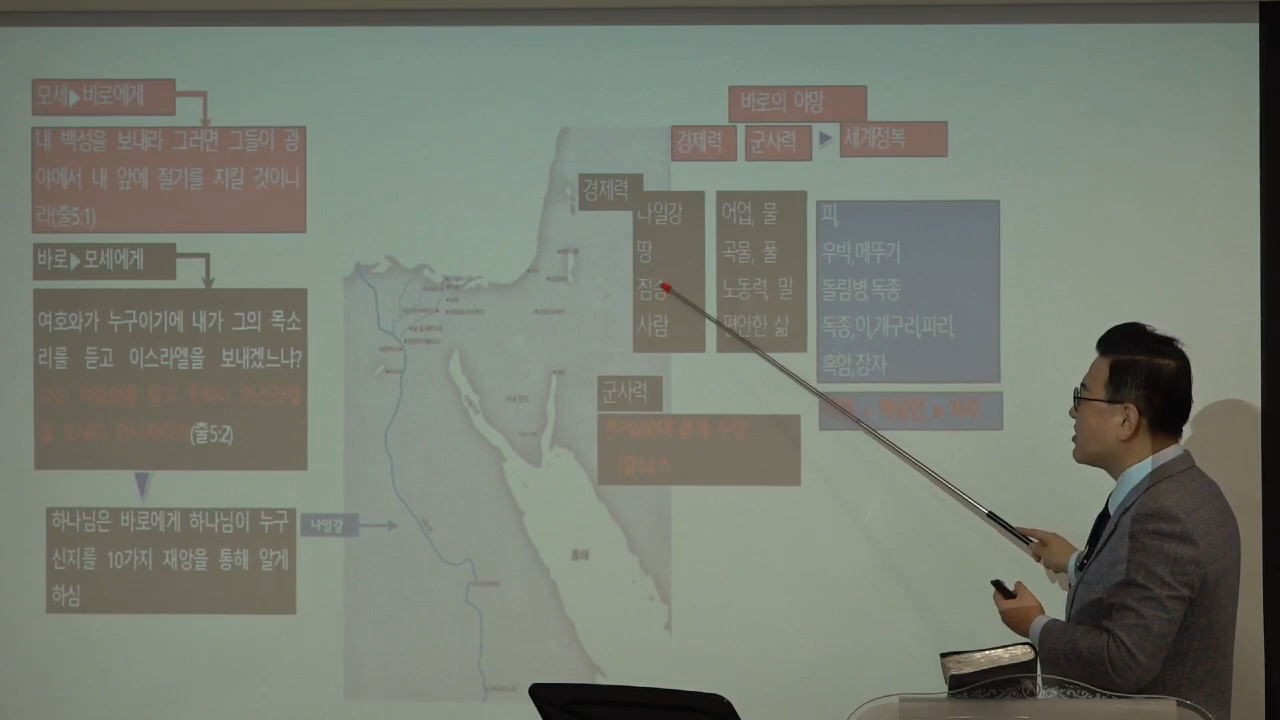 모세▶바로에게
내 백성을 보내라 그러면 그들이 광
야에서 내 앞에 절기를 지킬 것이니
라(출5:1)
바로▶모세에게
여호와가 누구이기에 내가 그의 목소
리를 듣고 이스라엘을 보내겠느냐?
(출5:2)
하나님은 바로에게 하나님이 누구
신지를 10가지 재앙을 통해 알게
하심
나일강
홍해
바로의 야망
경제력 군사력 ▶ 세계정복
경제력
나일강 어업, 물 피,
땅 곡물, 풀 우박,메뚜기
짐승 노동력, 말 돌림병,독종
사람 편안한 삶 독종,이,개구리,파리,
흑암,장자
군사력